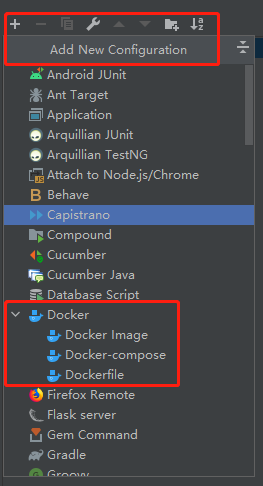 Add New Configuration
Android JUnit
Ant Target
Application
Arquillian JUnit
Arquillian TestNG
Attach to Node.js/Chrome
Behave
Capistrano
Compound
Cucumber
Cucumber Java
Database Script
Docker
Docker Image
Docker-compose
Dockerfile
Firefox Remote
Flask server
Gem Command
Gradle
Groovy